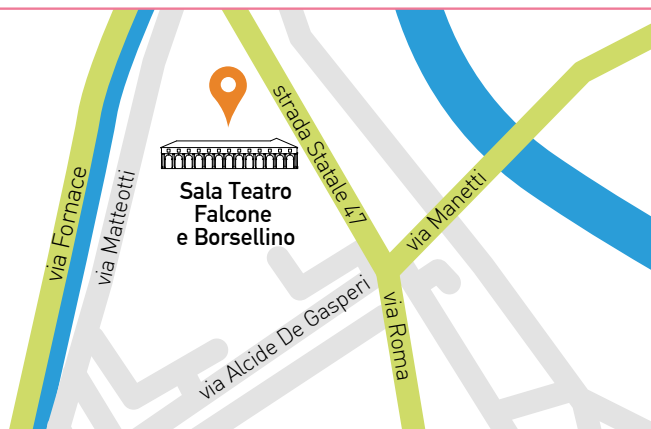 strada Statale 47
Sala Teatro
Falcone
e Borsellino
via Fornace
via Matteotti
via Manetti
via Alcide De Gasperi
via Roma